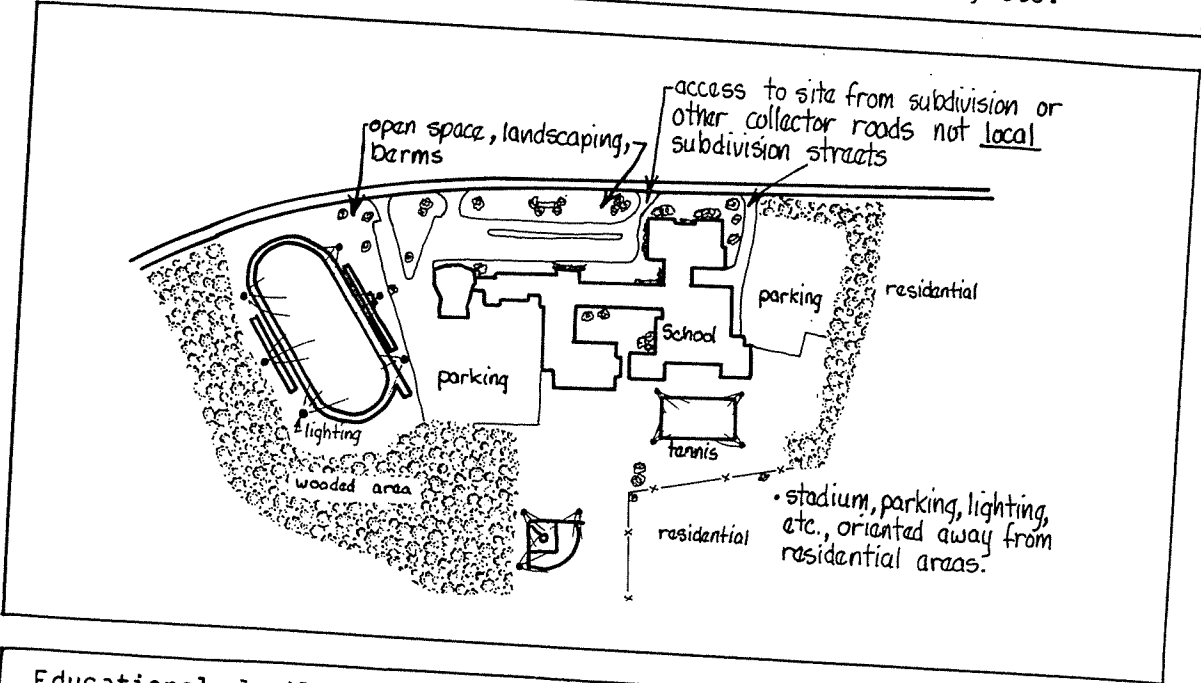 open space, landscaping,
berms
access to site from subdivision or
other collector roads not local
subdivision streets
parking
residential
School
parking
lighting
tennis
wooded area
residential
• stadium, parking, lighting,
etc., oriented away from
residential areas.
Educational